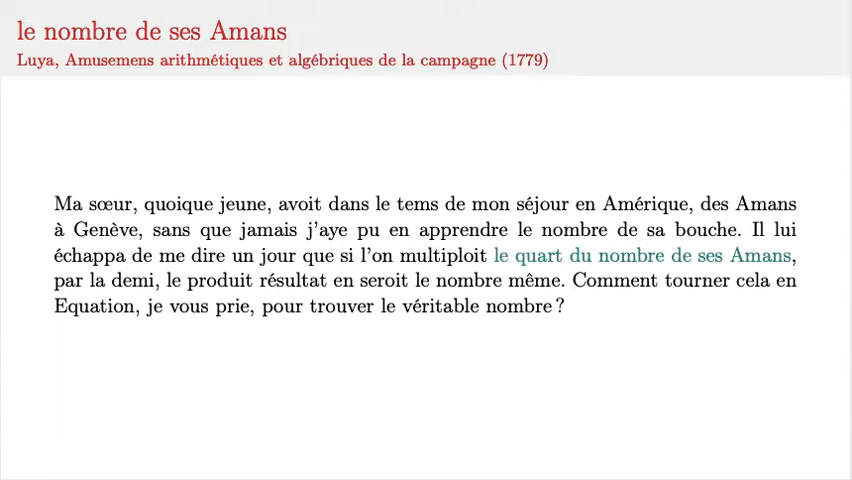 le nombre de ses Amans
Luya, Amusemens arithmétiques et algébriques de la campagne (1779)
Ma sœur, quoique jeune, avoit dans le tems de mon séjour en Amérique, des Amans
à Genève, sans que jamais j'aye pu en apprendre le nombre de sa bouche. Il lui
échappa de me dire un jour que si l'on multiploit le quart du nombre de ses Amans,
par la demi, le produit résultat en seroit le nombre même. Comment tourner cela en
Equation, je vous prie, pour trouver le véritable nombre ?